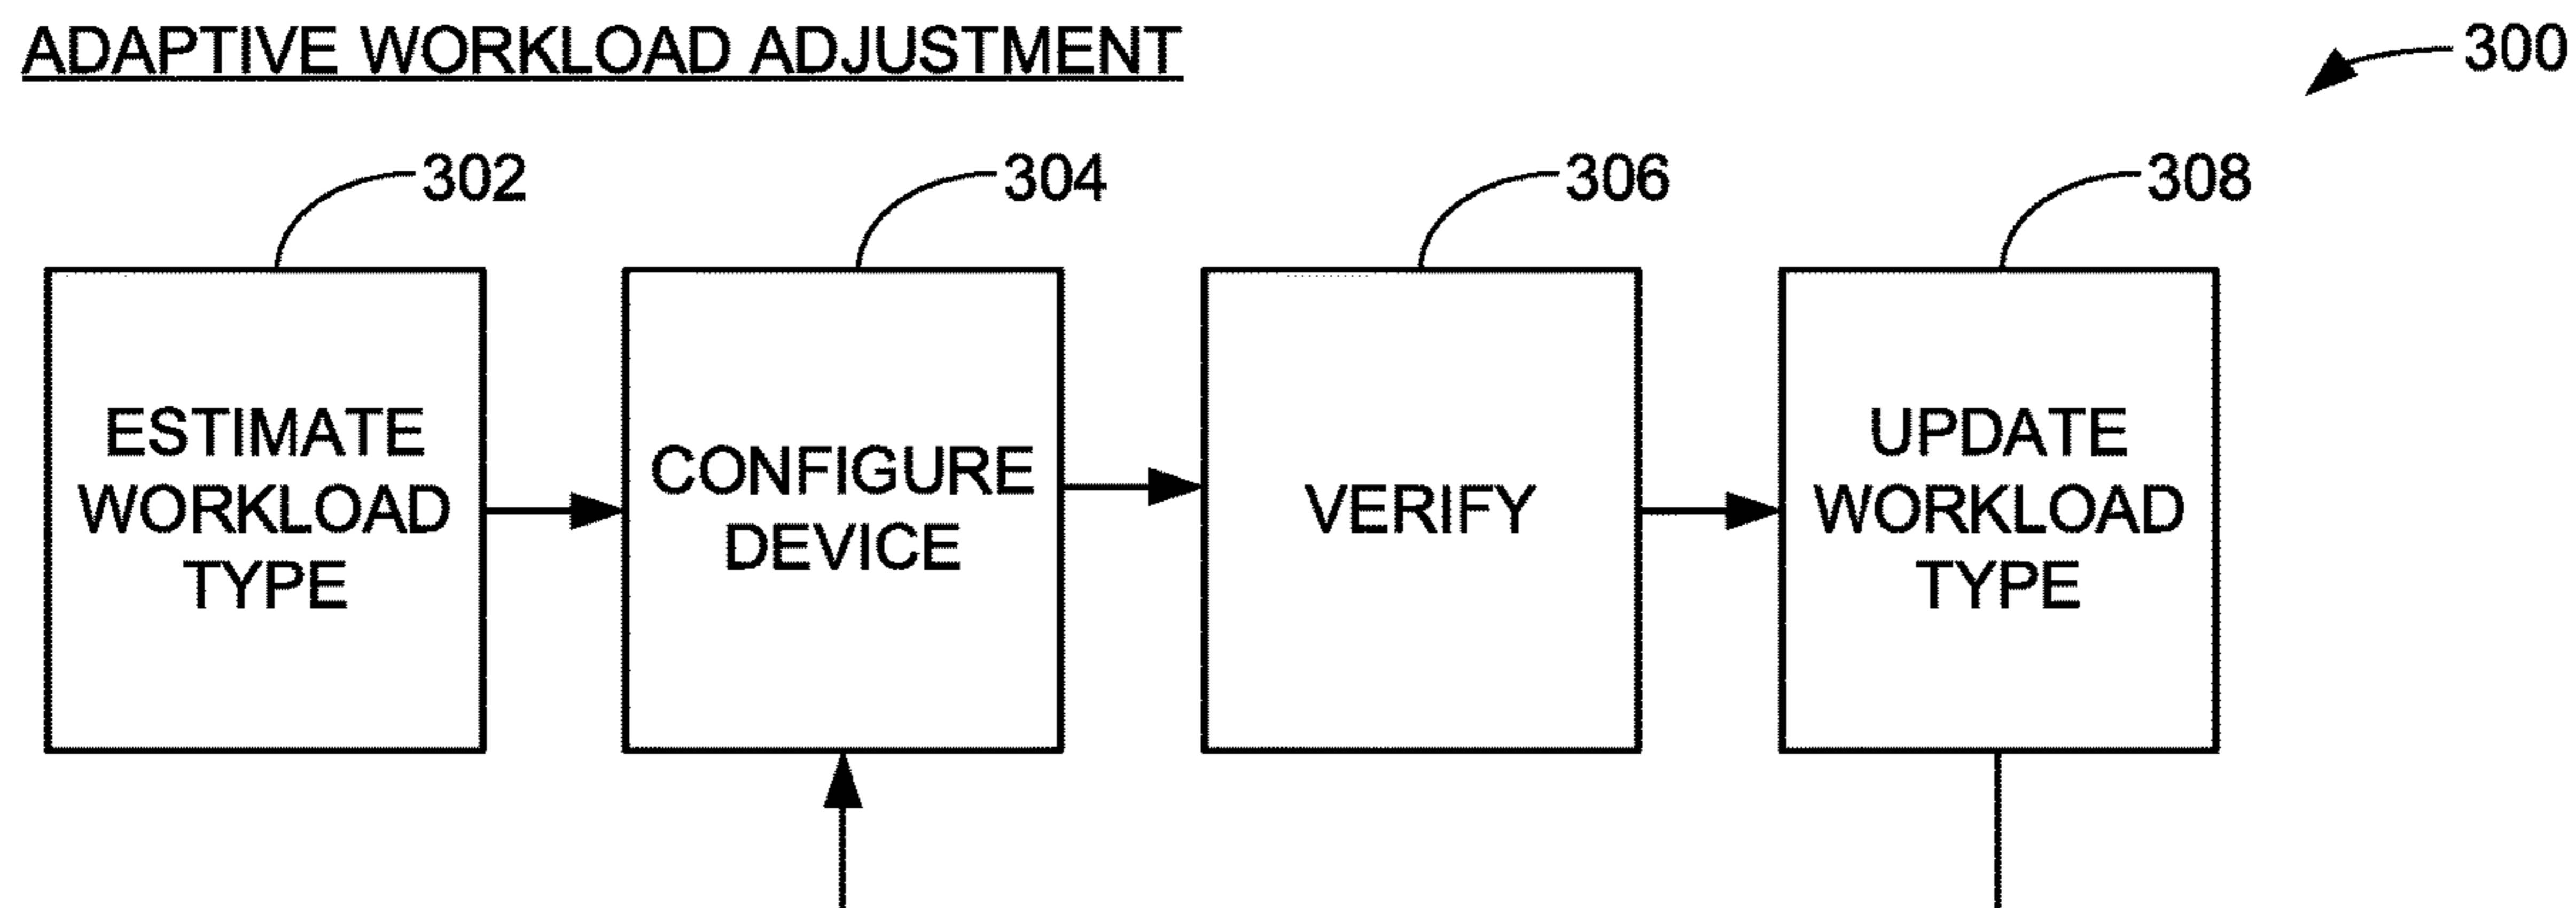 ADAPTIVE WORKLOAD ADJUSTMENT
300
302
304
306
308
ESTIMATE
WORKLOAD
TYPE
CONFIGURE
DEVICE
VERIFY
UPDATE
WORKLOAD
TYPE